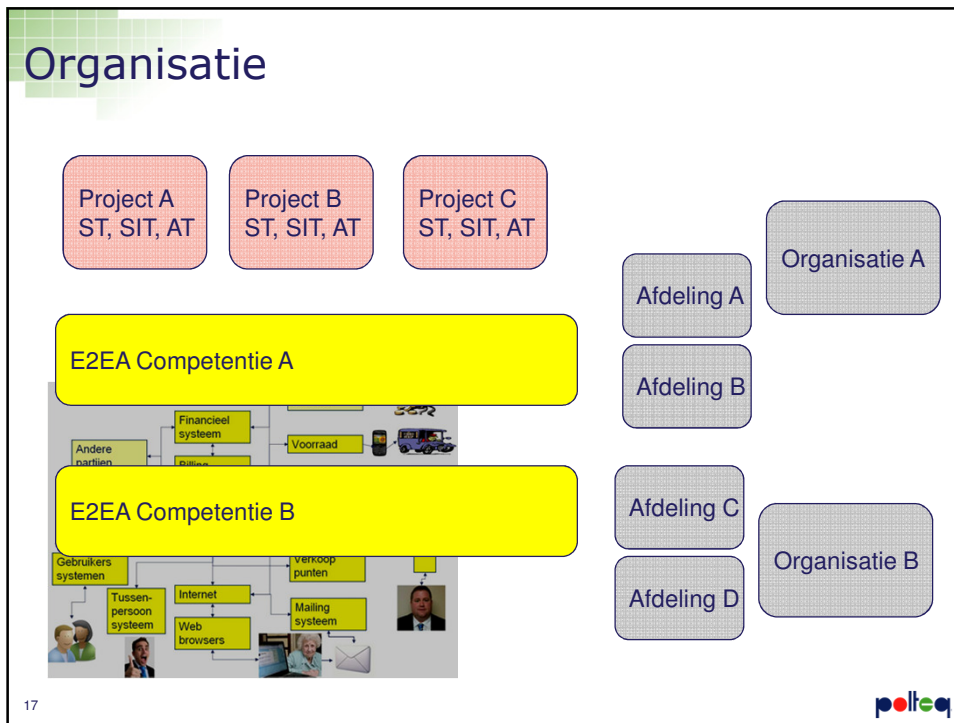 Organisatie
Project A
ST, SIT, AT
Project B
ST, SIT, AT
Project C
ST, SIT, AT
Organisatie A
Afdeling A
E2EA Competentie A
Afdeling B
Financieel
systeem
Voorraad
Andere
partijen
Billing
E2EA Competentie B
Afdeling C
Organisatie B
Afdeling D
Gebruikers
systemen
Verkoop
punten
Tussen-
persoon
systeem
Internet
Mailing
systeem
Web
browsers
17
polteq